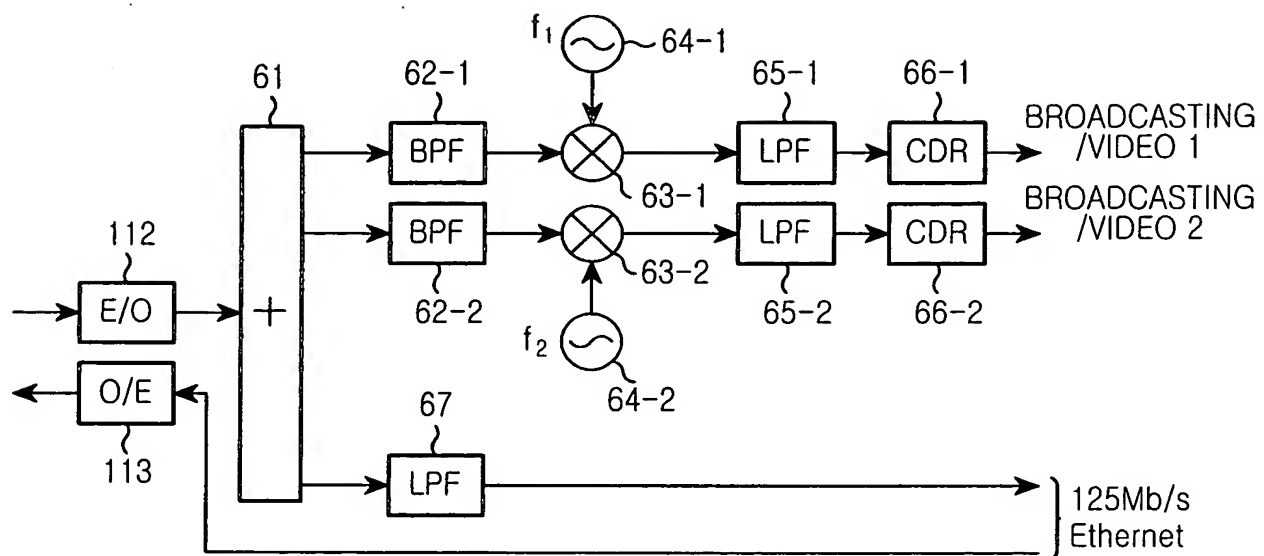 f₁
64-1
61
62-1
65-1
66-1
BPF
LPF
CDR
BROADCASTING
/VIDEO 1
63-1
BPF
LPF
CDR
BROADCASTING
/VIDEO 2
63-2
112
62-2
65-2
66-2
E/O
+
f₂
64-2
O/E
113
67
LPF
125Mb/s
Ethernet